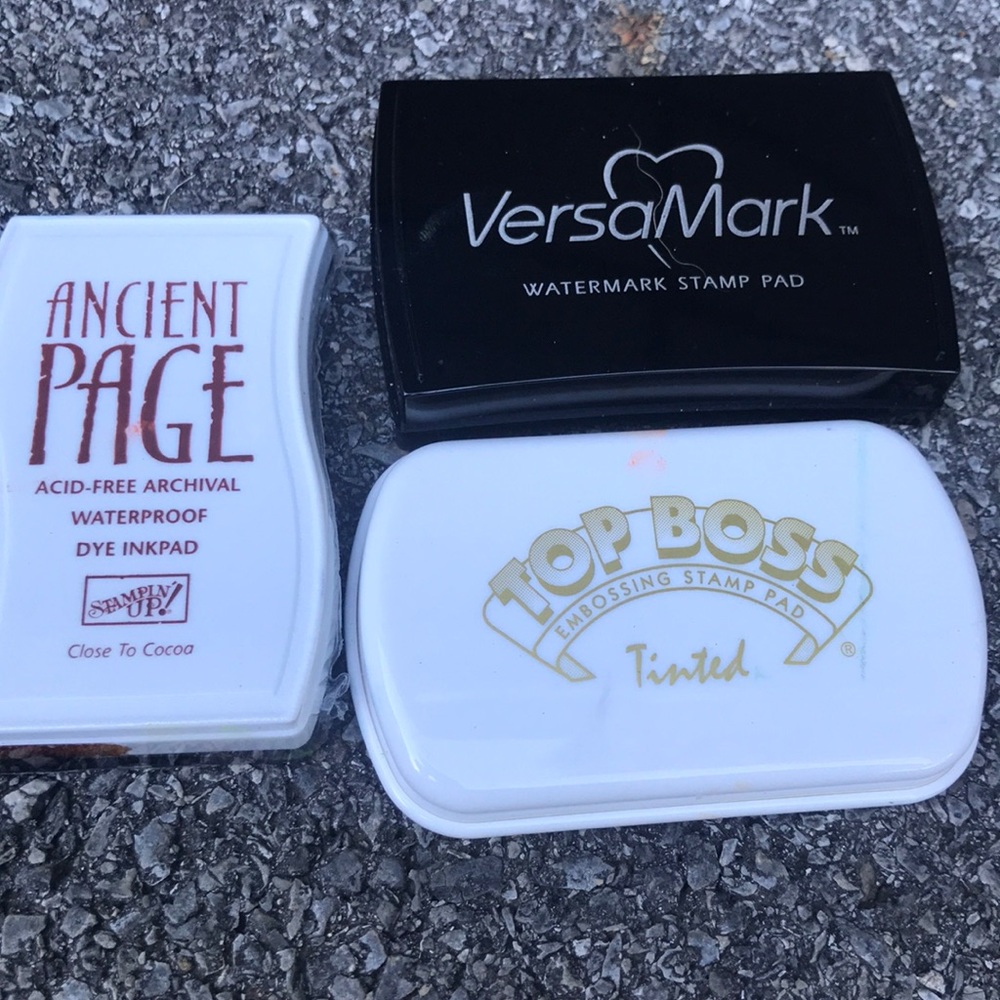 VersaMark™
WATERMARK STAMP PAD
ANCIENT
PAGE
ACID-FREE ARCHIVAL
WATERPROOF
DYE INKPAD
STAMPIN'
UP!®
Close To Cocoa
TOP BOSS
EMBOSSING STAMP PAD
Tinted ®